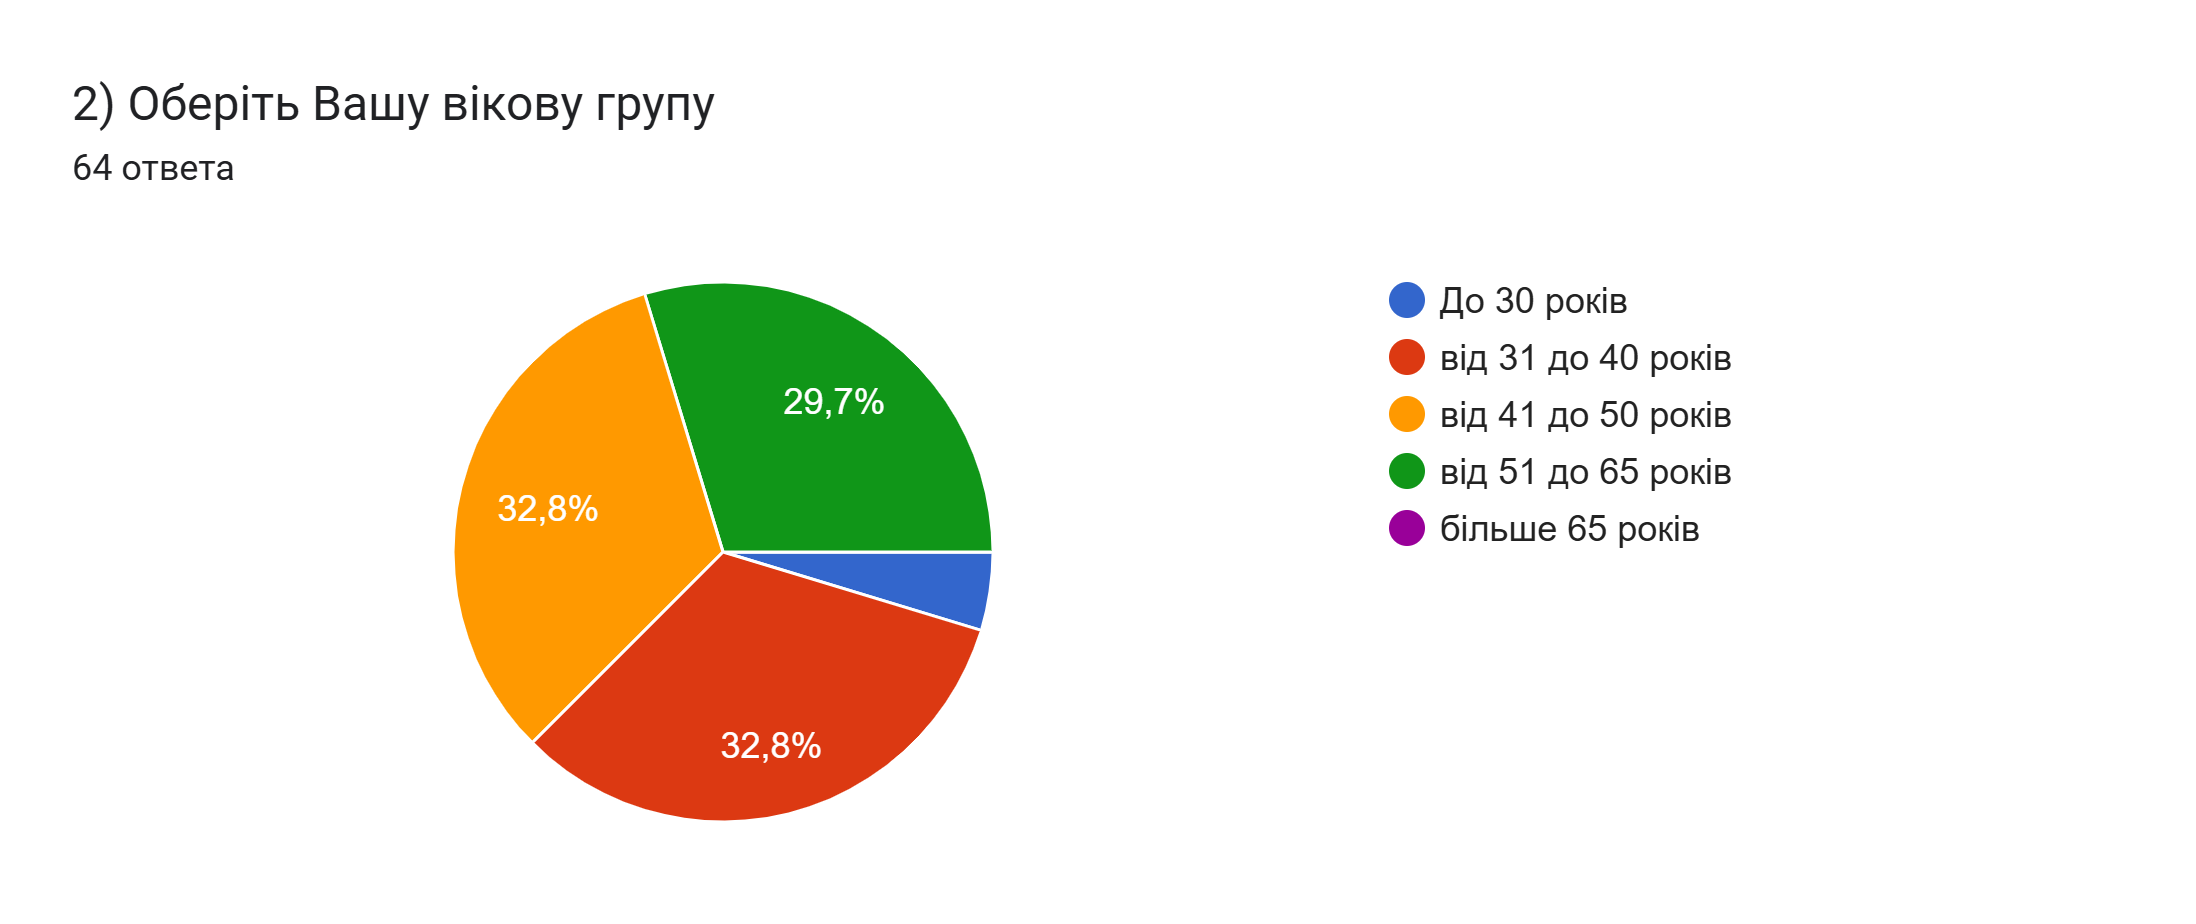 2) Оберіть Вашу вікову групу
64 ответа
29,7%
32,8%
32,8%
До 30 років
від 31 до 40 років
від 41 до 50 років
від 51 до 65 років
більше 65 років